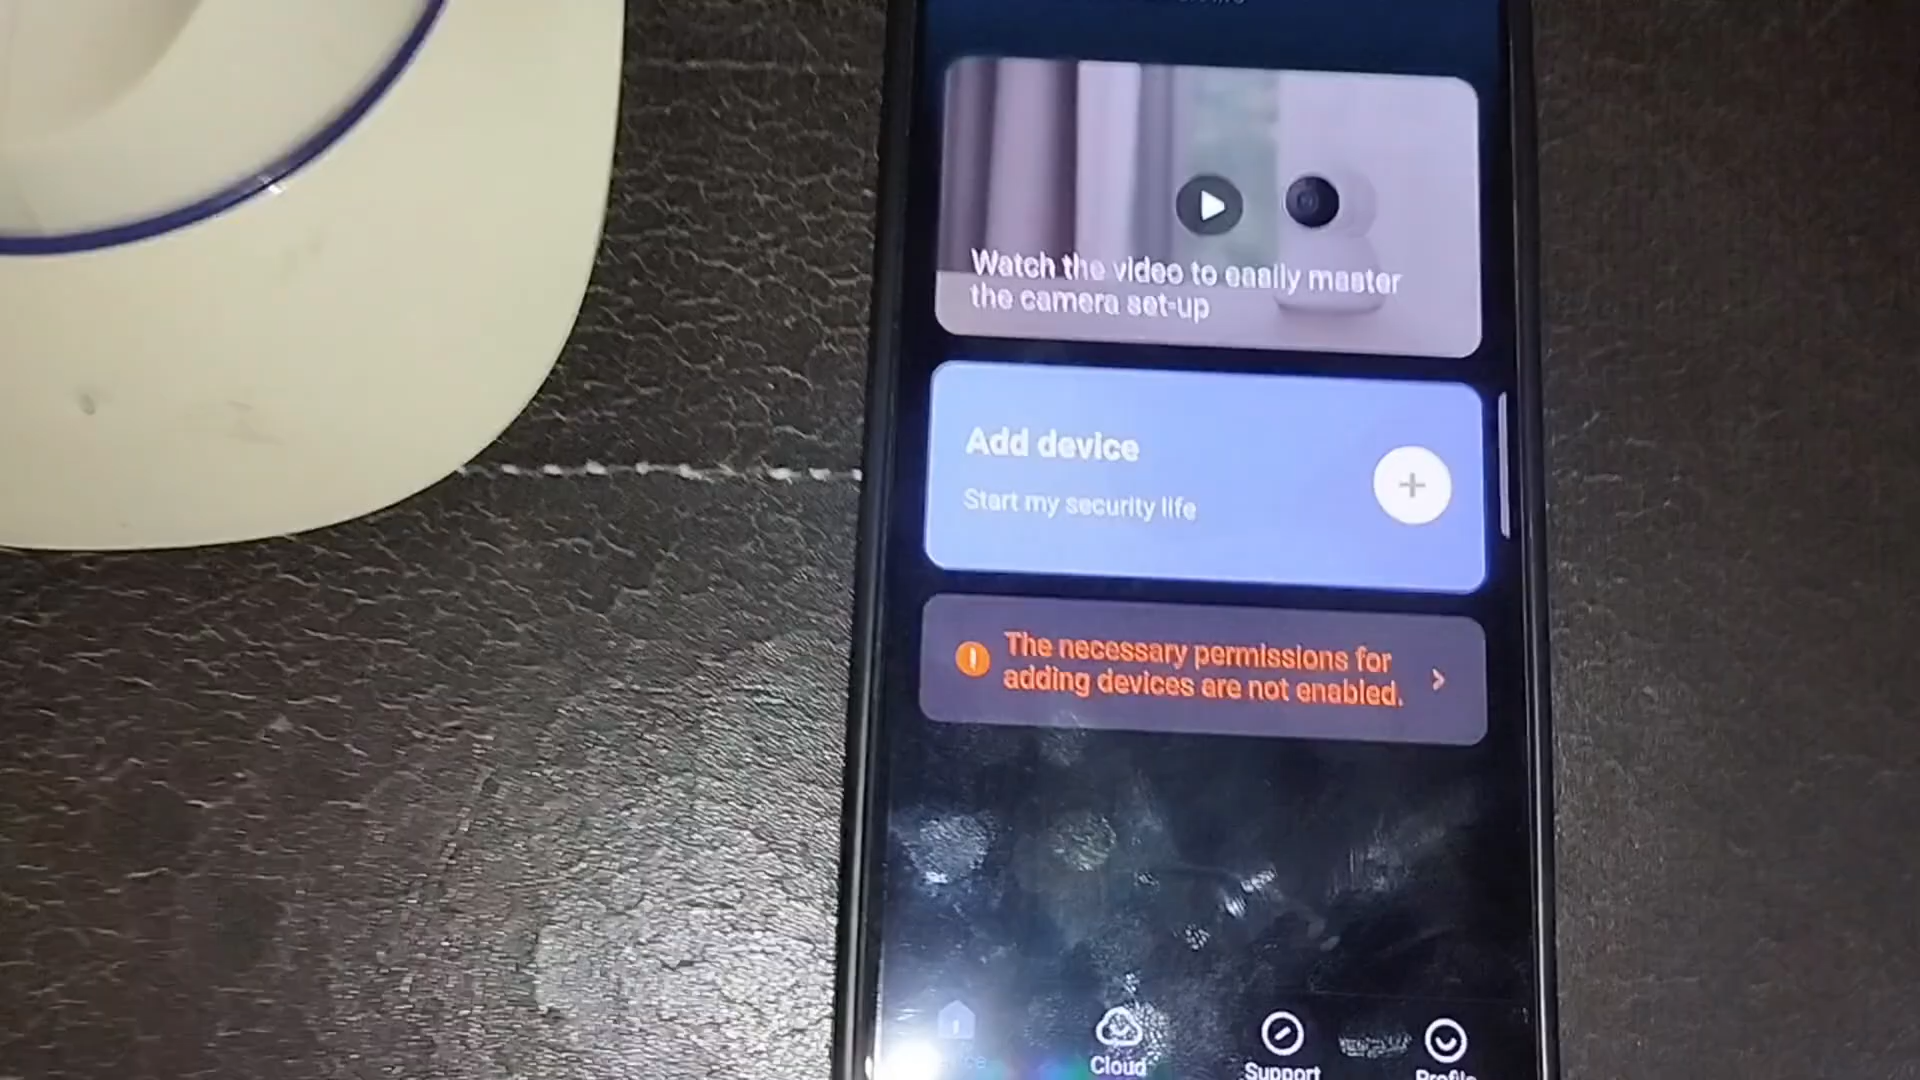 Watch the video to easily master
the camera set-up
Add device
Start my security life
The necessary permissions for
adding devices are not enabled.
Cloud
Support
Profile